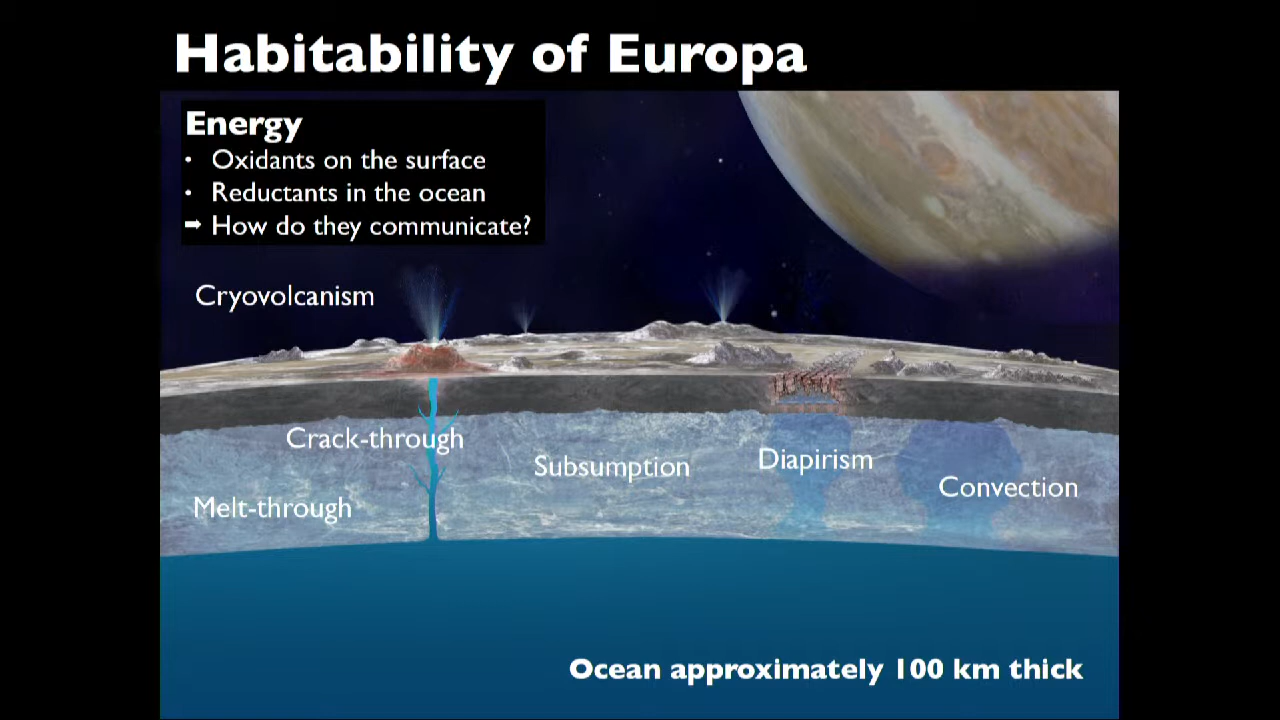 Habitability of Europa
Energy
• Oxidants on the surface
• Reductants in the ocean
➡ How do they communicate?
Cryovolcanism
Crack-through
Subsumption
Diapirism
Convection
Melt-through
Ocean approximately 100 km thick